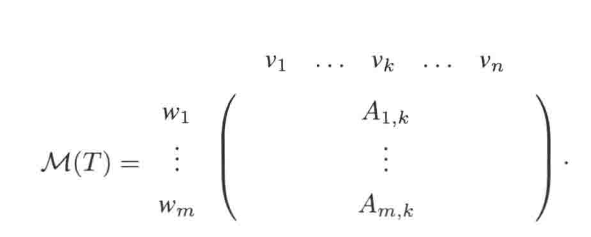 v₁ … vₖ … vₙ
w₁ A₁,ₖ
ℳ(T) = ⋮ ( ⋮ ).
wₘ Aₘ,ₖ